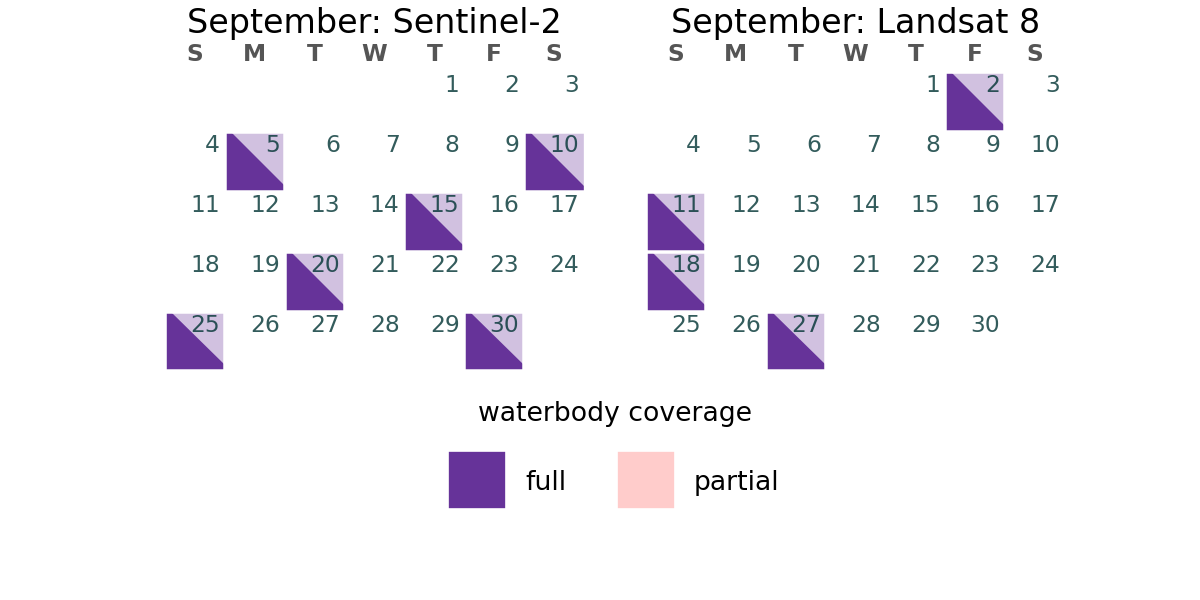 September: Sentinel-2
S M T W T F S
1 2 3
4 5 6 7 8 9 10
11 12 13 14 15 16 17
18 19 20 21 22 23 24
25 26 27 28 29 30
September: Landsat 8
S M T W T F S
1 2 3
4 5 6 7 8 9 10
11 12 13 14 15 16 17
18 19 20 21 22 23 24
25 26 27 28 29 30
waterbody coverage
full partial